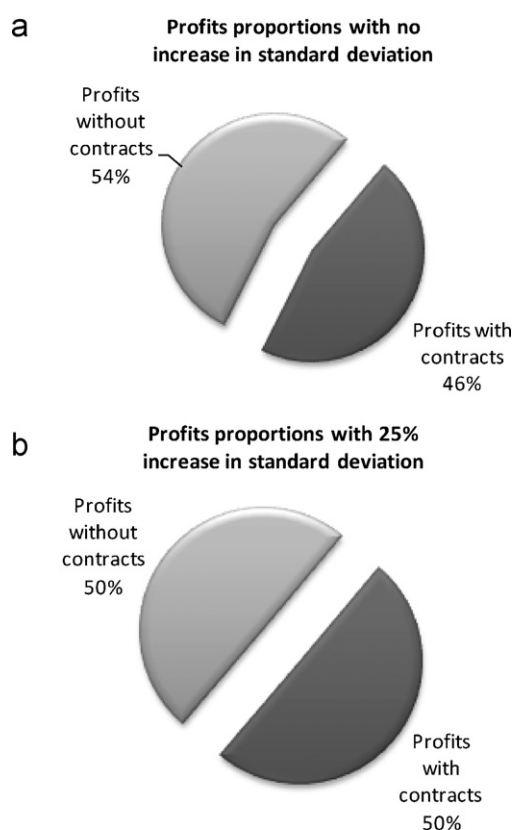 a
Profits proportions with no
increase in standard deviation
Profits
without
contracts
54%
Profits with
contracts
46%
b
Profits proportions with 25%
increase in standard deviation
Profits
without
contracts
50%
Profits
with
contracts
50%